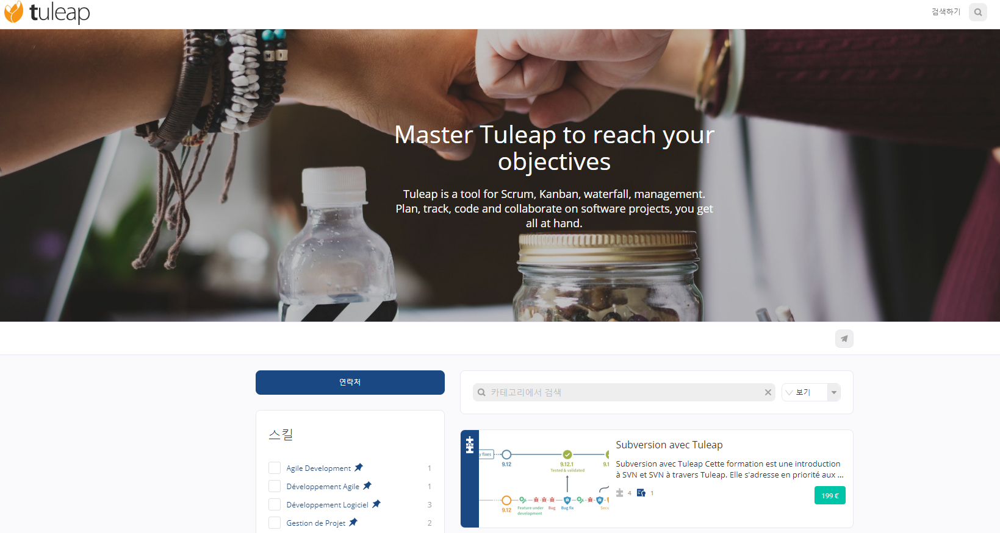 tuleap
검색하기
Master Tuleap to reach your
objectives
Tuleap is a tool for Scrum, Kanban, waterfall, management.
Plan, track, code and collaborate on software projects, you get
all at hand.
연락처
카테고리에서 검색
보기
스킬
Agile Development 1
Développement Agile 1
Développement Logiciel 3
Gestion de Projet 2
y fixes
9.12
9.12.1
Tested & validated
9.1
9.12
Feature under
development
Bug
Bug fix
Secu
Subversion avec Tuleap
Subversion avec Tuleap Cette formation est une introduction
à SVN et SVN à travers Tuleap. Elle s'adresse en priorité aux ...
4 1
199 €